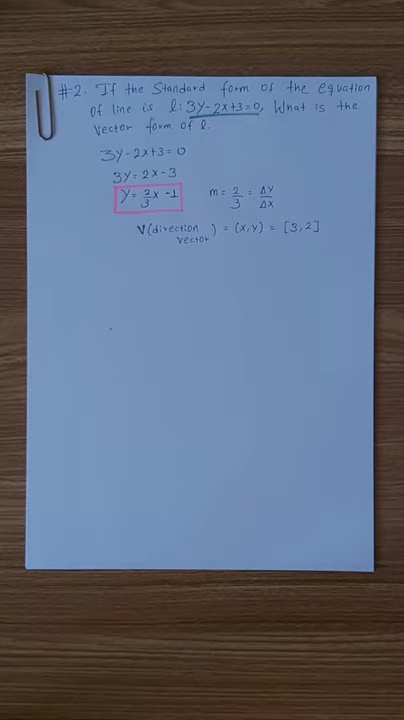 #2. If the Standard form of the equation
of line is l: 3y-2x+3=0, What is the
vector form of l.
3y-2x+3=0
3y=2x-3
y=2/3x-1 m=2/3=Δy/Δx
V(direction vector)=(x,y)=[3,2]